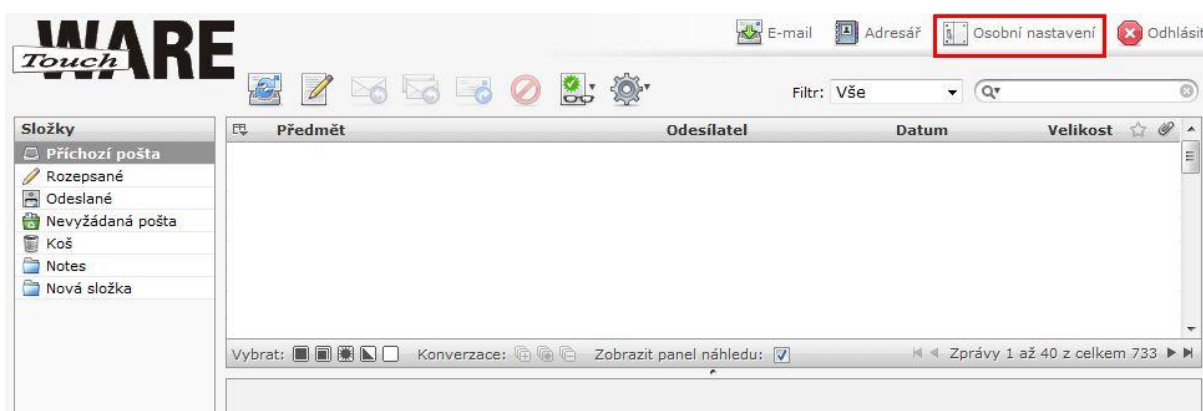 WARE
Touch
E-mail Adresář Osobní nastavení Odhlásit
Filtr: Vše
Složky
Předmět Odesílatel Datum Velikost
Příchozí pošta
Rozepsané
Odeslané
Nevyžádaná pošta
Koš
Notes
Nová složka
Vybrat: Konverzace: Zobrazit panel náhledu: Zprávy 1 až 40 z celkem 733